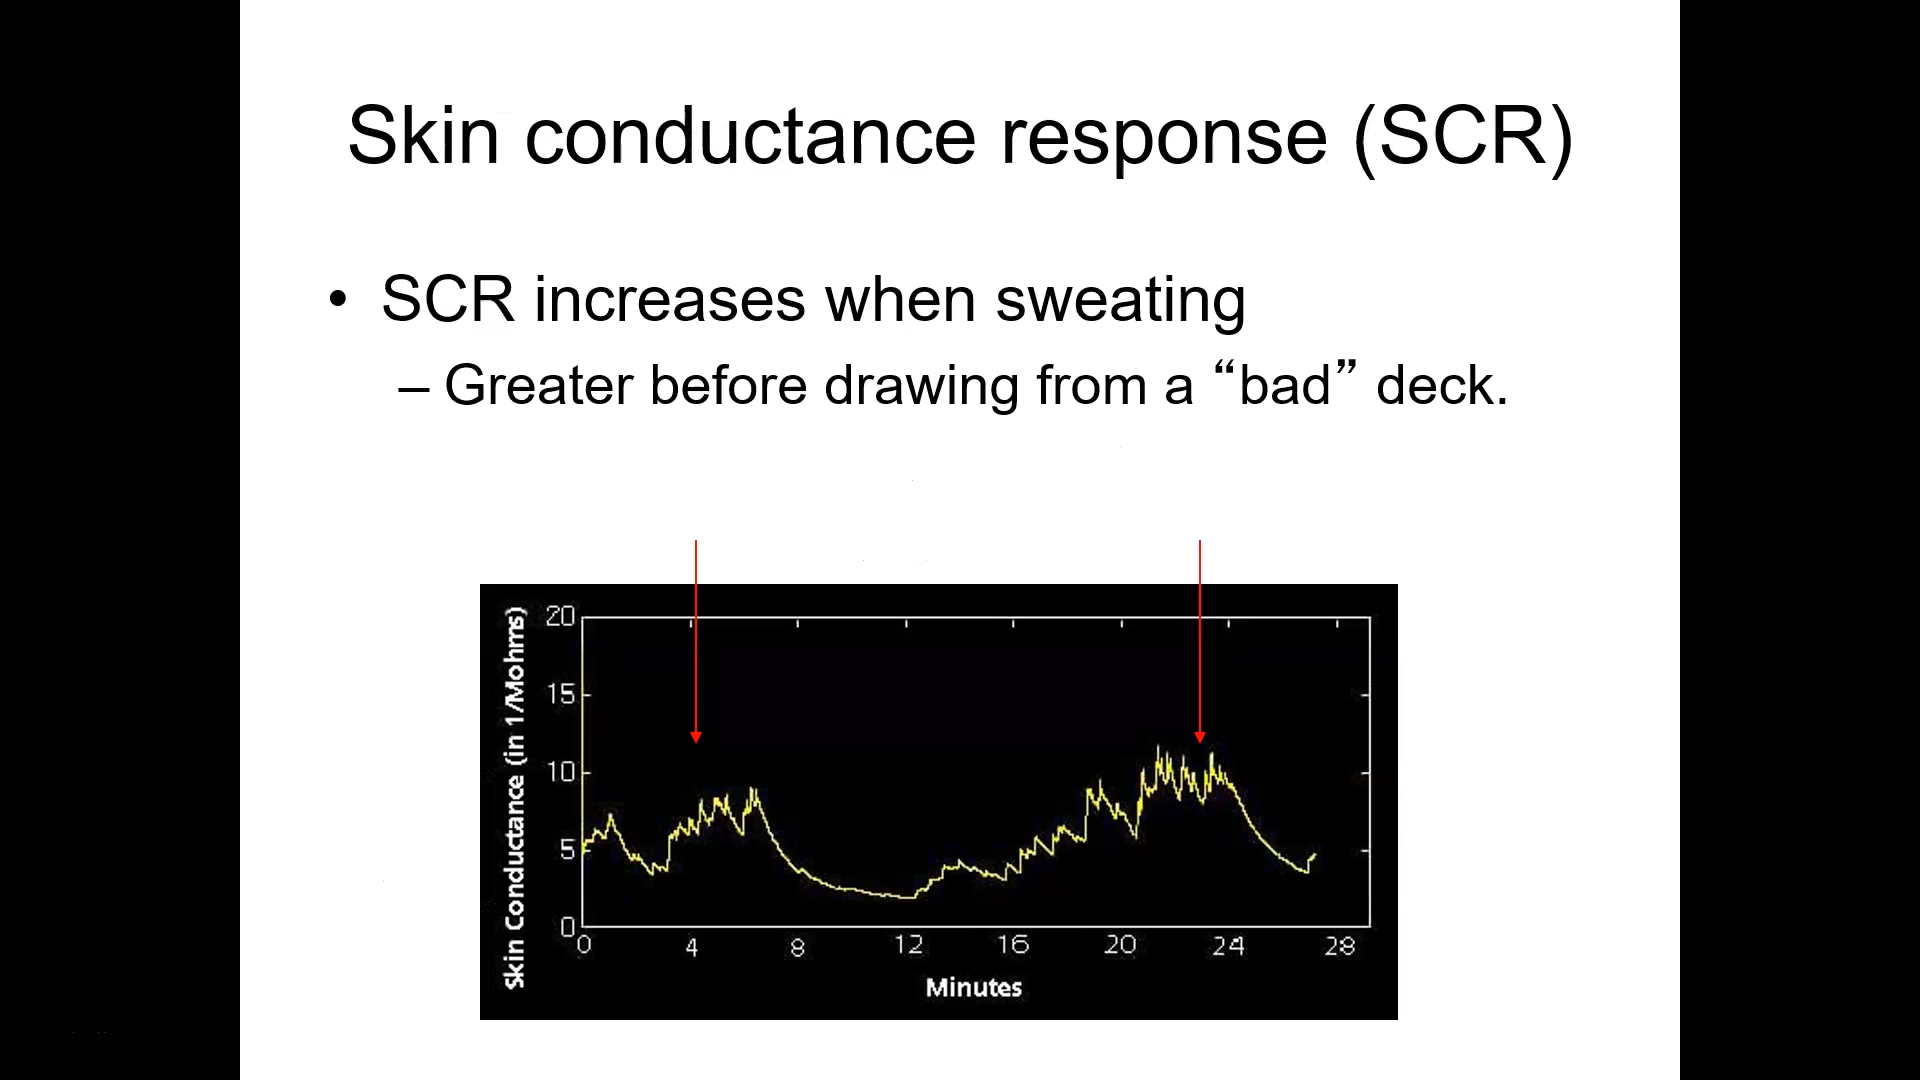 Skin conductance response (SCR)
• SCR increases when sweating
– Greater before drawing from a “bad” deck.
Skin Conductance (in 1/Mohms)
20
15
10
5
0
0 4 8 12 16 20 24 28
Minutes